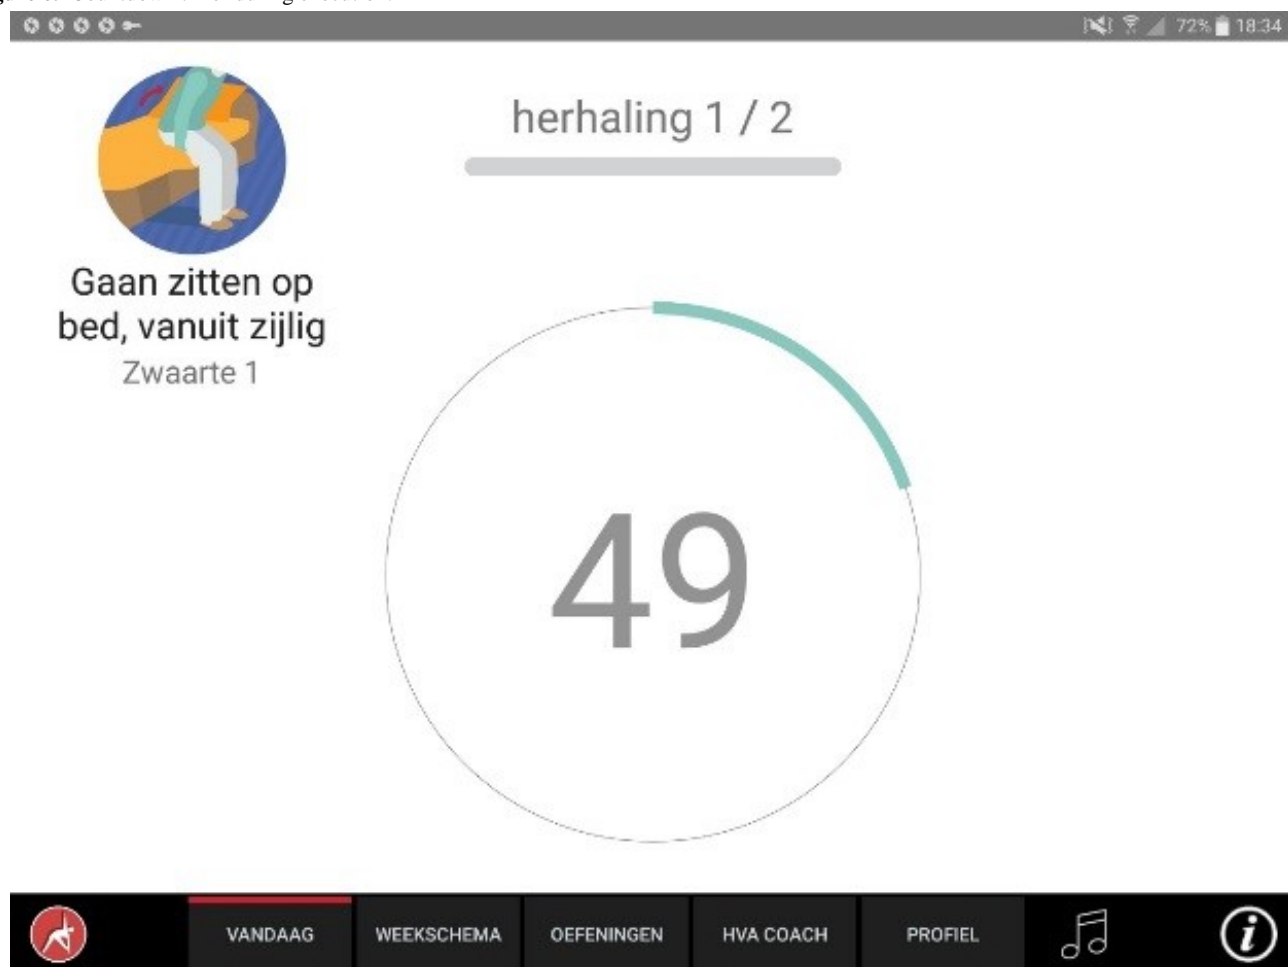 72% 18:34
herhaling 1 / 2
Gaan zitten op
bed, vanuit zijlig
Zwaarte 1
49
VANDAAG WEEKSCHEMA OEFENINGEN HVA COACH PROFIEL